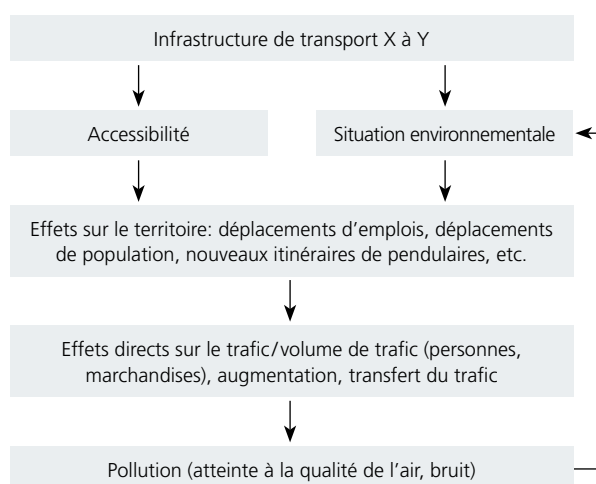 Infrastructure de transport X à Y
Accessibilité
Situation environnementale
Effets sur le territoire: déplacements d’emplois, déplacements
de population, nouveaux itinéraires de pendulaires, etc.
Effets directs sur le trafic/volume de trafic (personnes,
marchandises), augmentation, transfert du trafic
Pollution (atteinte à la qualité de l’air, bruit)